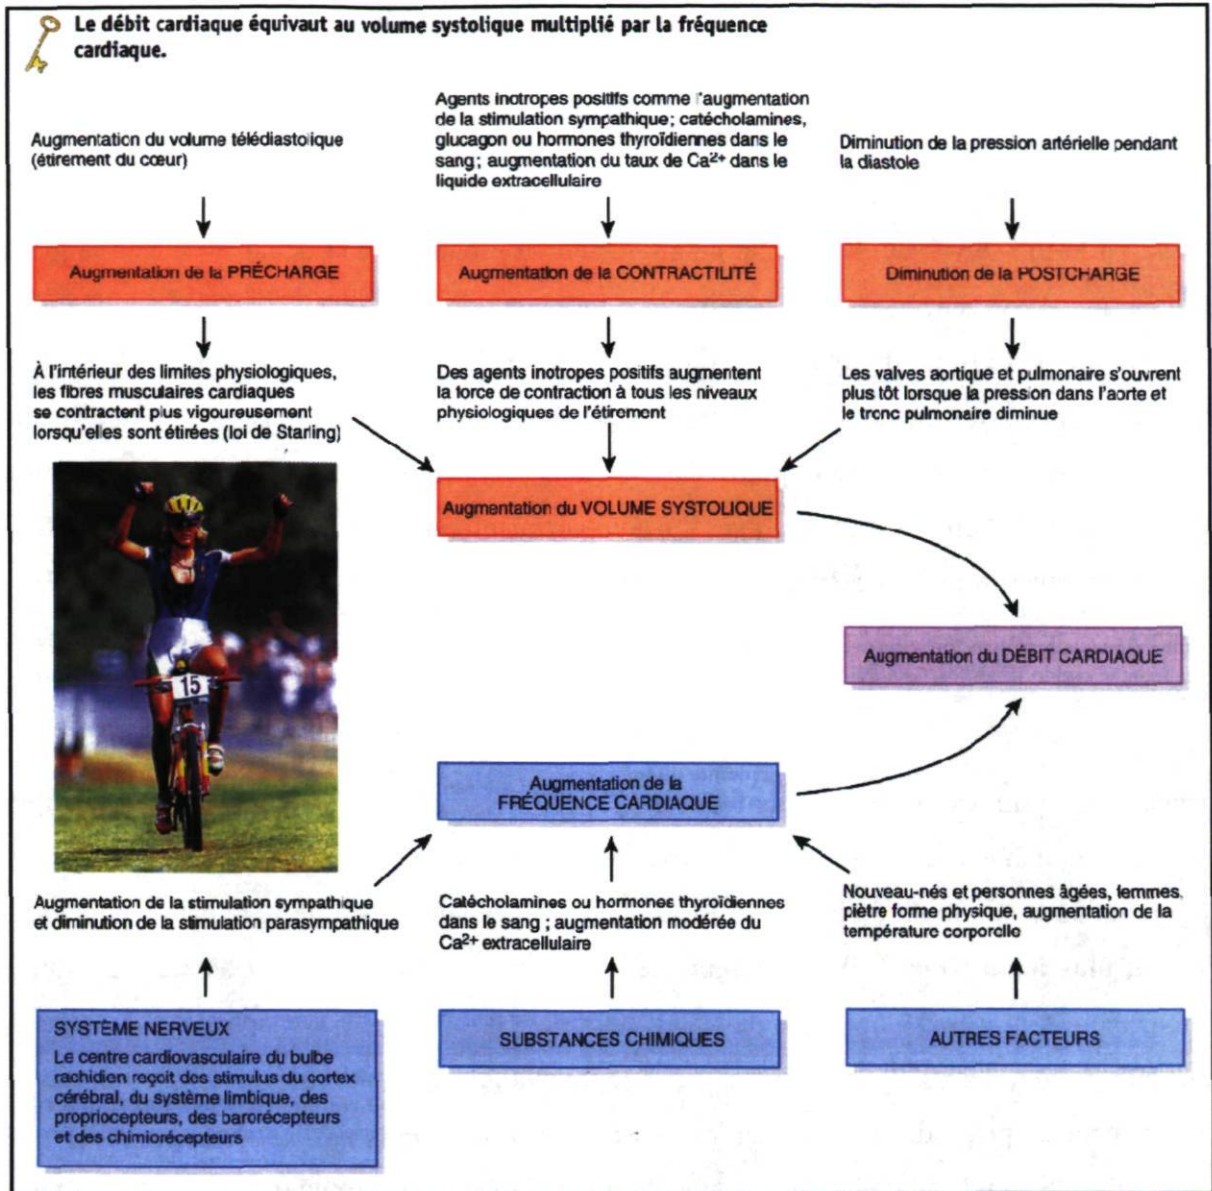 Le débit cardiaque équivaut au volume systolique multiplié par la fréquence
cardiaque.
Augmentation du volume télédiastolique
(étirement du cœur)
Agents inotropes positifs comme l'augmentation
de la stimulation sympathique; catécholamines,
glucagon ou hormones thyroïdiennes dans le
sang; augmentation du taux de Ca²⁺ dans le
liquide extracellulaire
Diminution de la pression artérielle pendant
la diastole
Augmentation de la PRÉCHARGE
Augmentation de la CONTRACTILITÉ
Diminution de la POSTCHARGE
À l'intérieur des limites physiologiques,
les fibres musculaires cardiaques
se contractent plus vigoureusement
lorsqu'elles sont étirées (loi de Starling)
Des agents inotropes positifs augmentent
la force de contraction à tous les niveaux
physiologiques de l'étirement
Les valves aortique et pulmonaire s'ouvrent
plus tôt lorsque la pression dans l'aorte et
le tronc pulmonaire diminue
Augmentation du VOLUME SYSTOLIQUE
15
Augmentation du DÉBIT CARDIAQUE
Augmentation de la
FRÉQUENCE CARDIAQUE
Augmentation de la stimulation sympathique
et diminution de la stimulation parasympathique
Catécholamines ou hormones thyroïdiennes
dans le sang ; augmentation modérée du
Ca²⁺ extracellulaire
Nouveau-nés et personnes âgées, femmes,
piètre forme physique, augmentation de la
température corporelle
SYSTÈME NERVEUX
Le centre cardiovasculaire du bulbe
rachidien reçoit des stimulus du cortex
cérébral, du système limbique, des
propriocepteurs, des barorécepteurs
et des chimiorécepteurs
SUBSTANCES CHIMIQUES
AUTRES FACTEURS